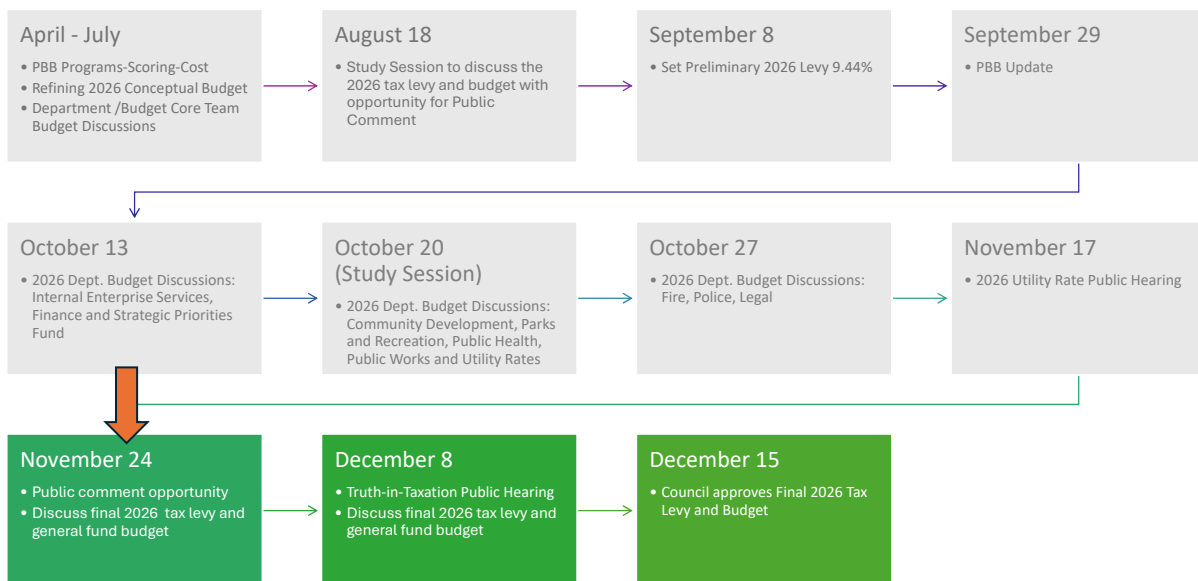 April - July
• PBB Programs-Scoring-Cost
• Refining 2026 Conceptual Budget
• Department /Budget Core Team
Budget Discussions
August 18
• Study Session to discuss the
2026 tax levy and budget with
opportunity for Public
Comment
September 8
• Set Preliminary 2026 Levy 9.44%
September 29
• PBB Update
October 13
• 2026 Dept. Budget Discussions:
Internal Enterprise Services,
Finance and Strategic Priorities
Fund
October 20
(Study Session)
• 2026 Dept. Budget Discussions:
Community Development, Parks
and Recreation, Public Health,
Public Works and Utility Rates
October 27
• 2026 Dept. Budget Discussions:
Fire, Police, Legal
November 17
• 2026 Utility Rate Public Hearing
November 24
• Public comment opportunity
• Discuss final 2026 tax levy and
general fund budget
December 8
• Truth-in-Taxation Public Hearing
• Discuss final 2026 tax levy and
general fund budget
December 15
• Council approves Final 2026 Tax
Levy and Budget